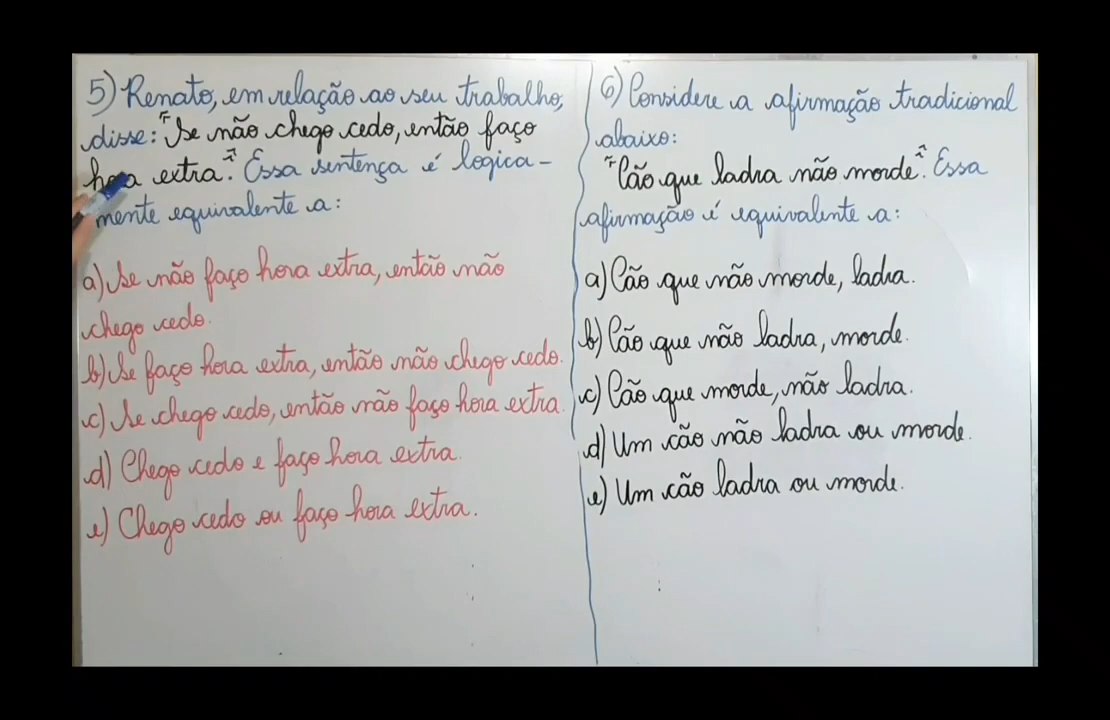 5) Renato, em relação ao seu trabalho,
disse: "Se não chego cedo, então faço
hora extra". Essa sentença é logica-
mente equivalente a:
a) Se não faço hora extra, então não
chego cedo.
b) Se faço hora extra, então não chego cedo.
c) Se chego cedo, então não faço hora extra.
d) Chego cedo e faço hora extra.
e) Chego cedo ou faço hora extra.
6) Considere a afirmação tradicional
abaixo:
"Cão que ladra não morde". Essa
afirmação é equivalente a:
a) Cão que não morde, ladra.
b) Cão que não ladra, morde.
c) Cão que morde, não ladra.
d) Um cão não ladra ou morde.
e) Um cão ladra ou morde.